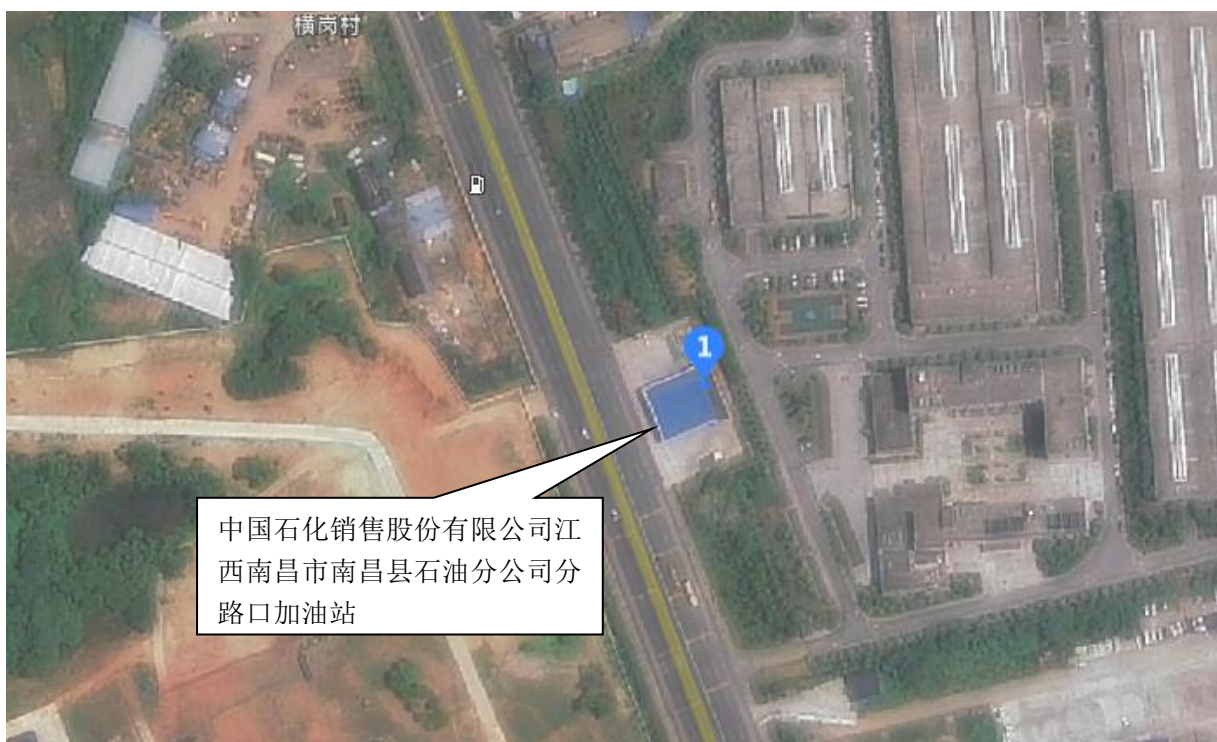 横岗村
1
中国石化销售股份有限公司江
西南昌市南昌县石油分公司分
路口加油站